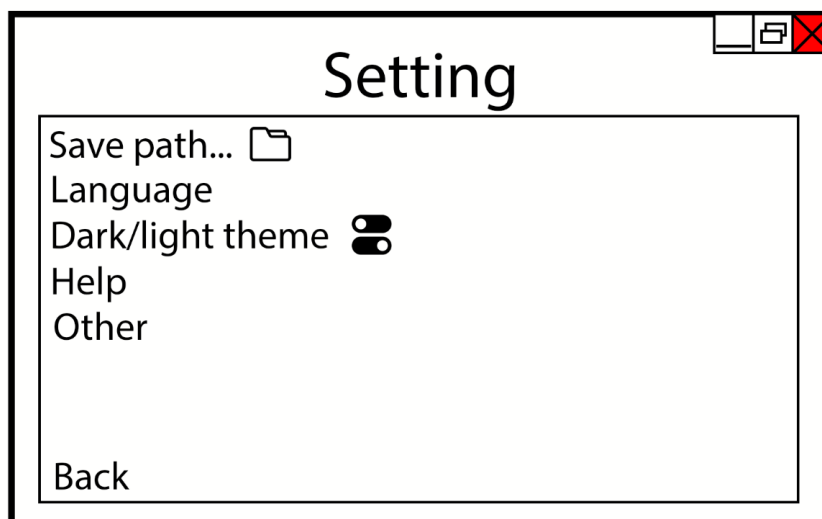 Setting
Save path...
Language
Dark/light theme
Help
Other
Back